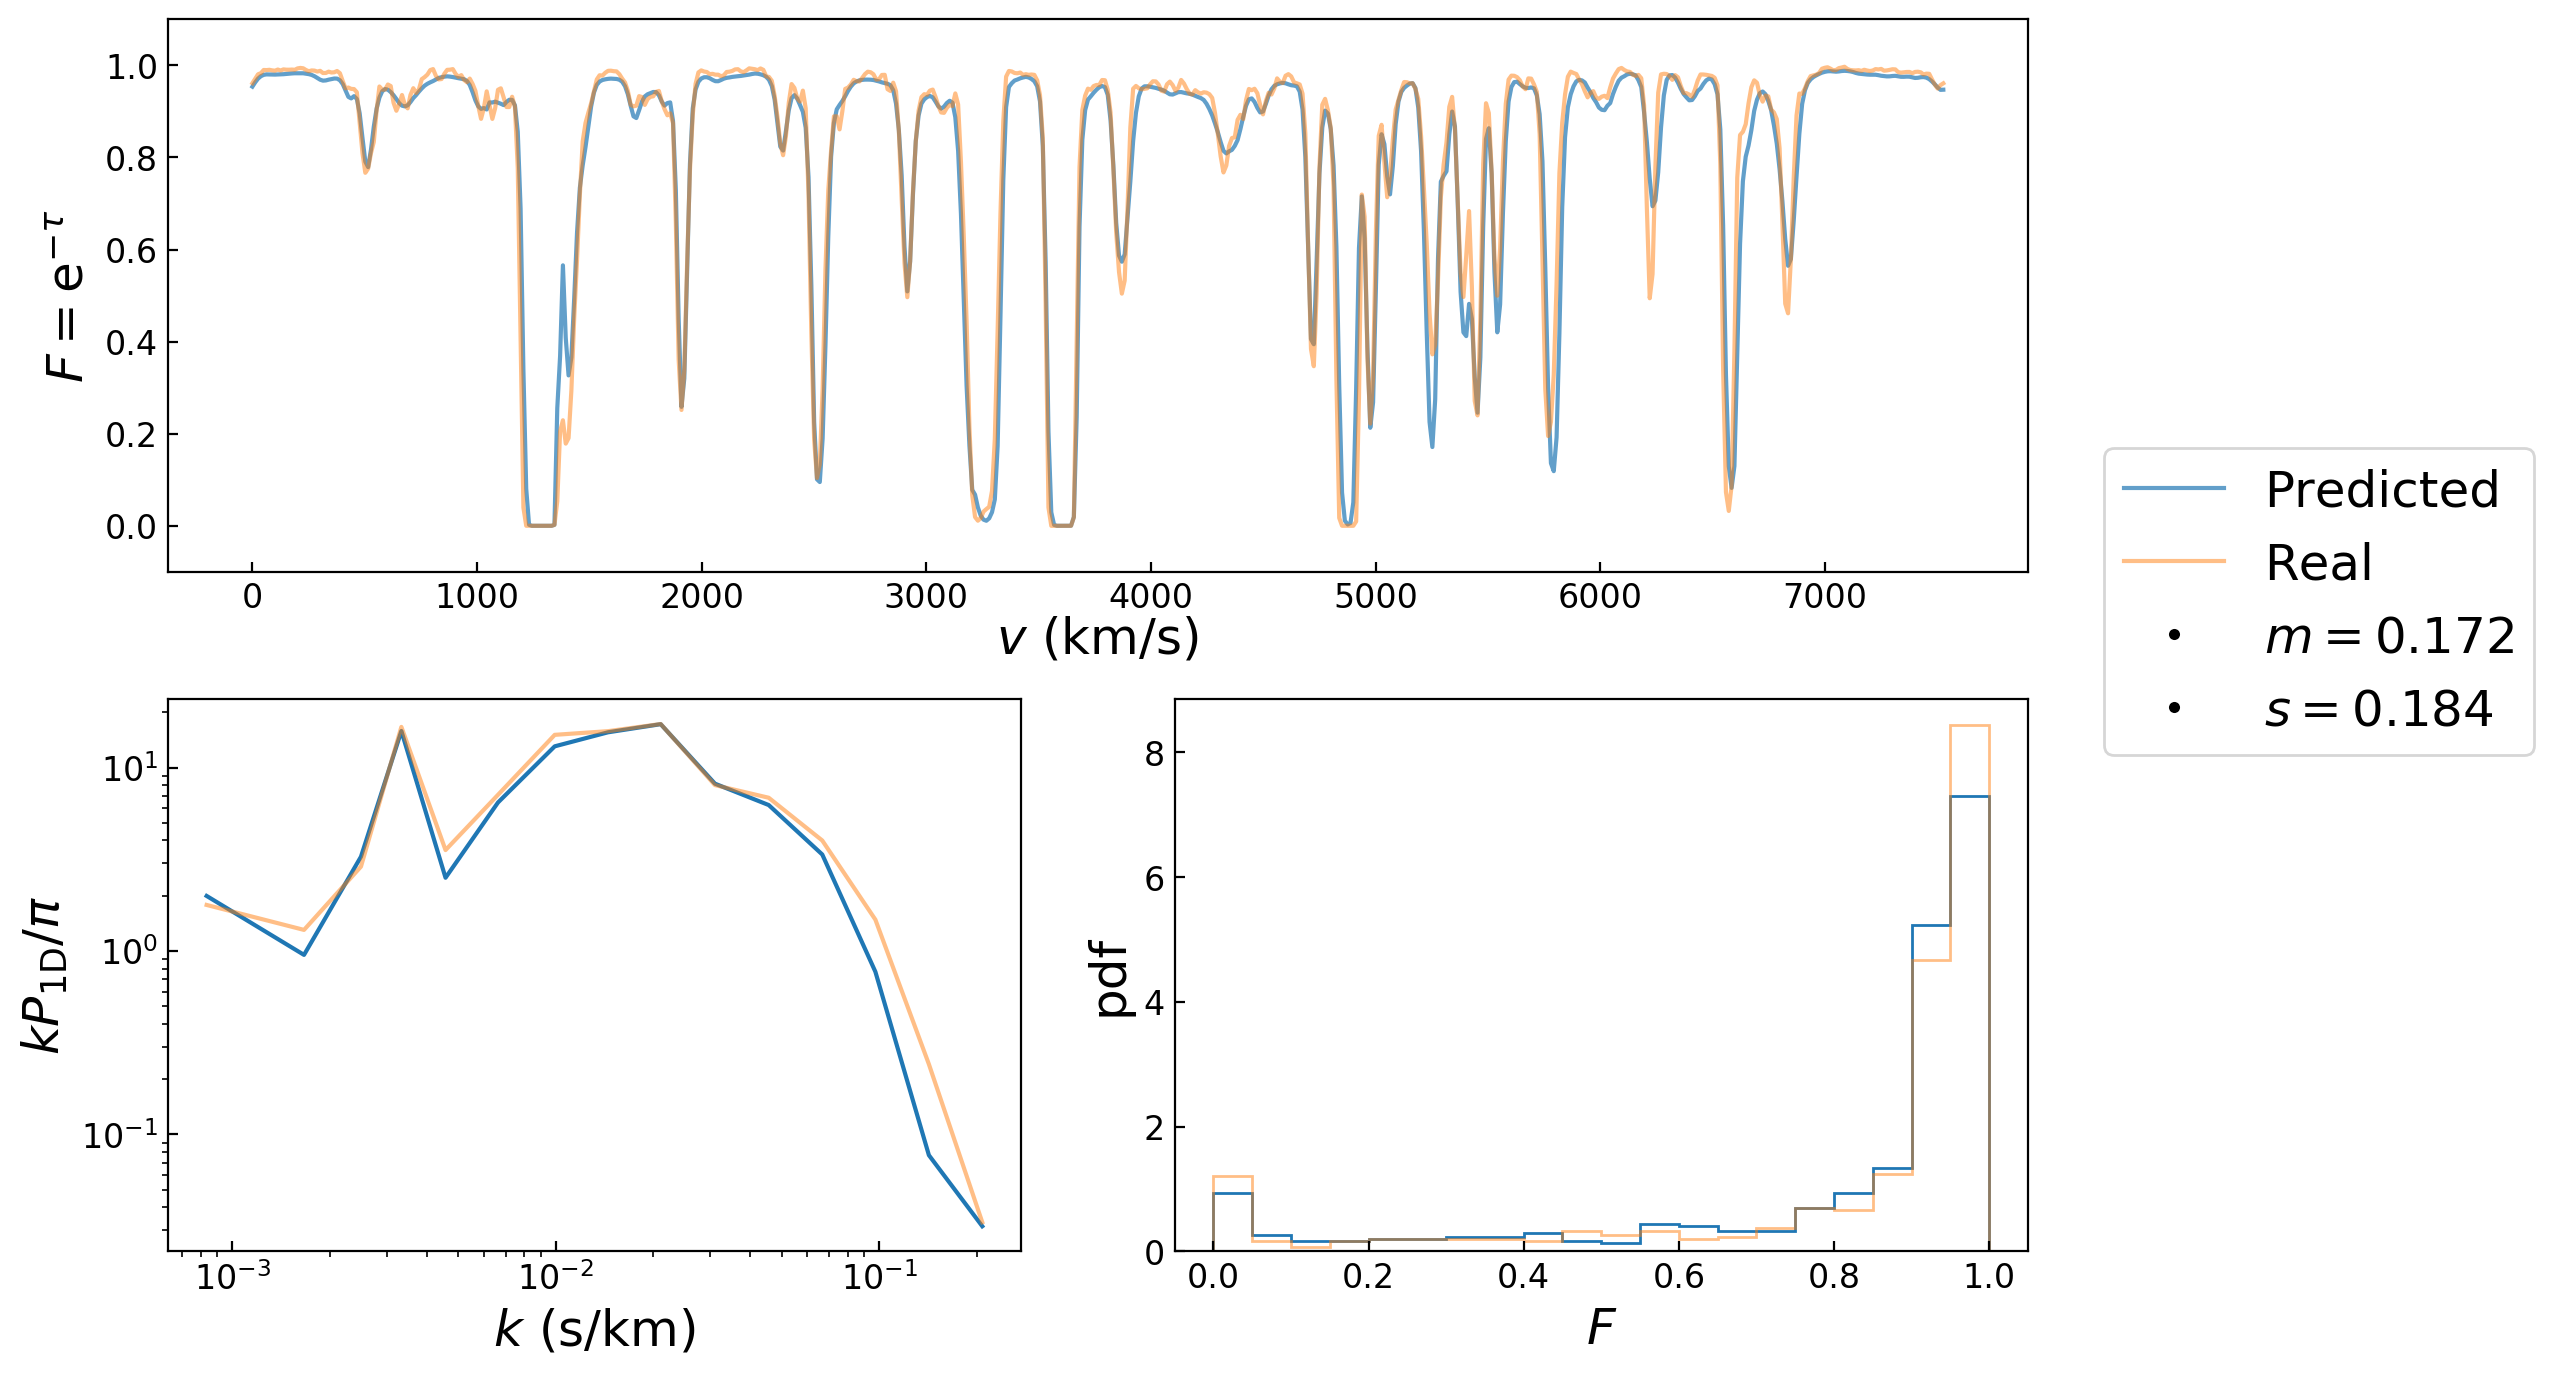 F = e^{−τ}
1.0
0.8
0.6
0.4
0.2
0.0
0 1000 2000 3000 4000 5000 6000 7000
v (km/s)
Predicted
Real
m = 0.172
s = 0.184
kP_{1D}/π
10^1
10^0
10^{−1}
10^{−3} 10^{−2} 10^{−1}
k (s/km)
pdf
8
6
4
2
0
0.0 0.2 0.4 0.6 0.8 1.0
F